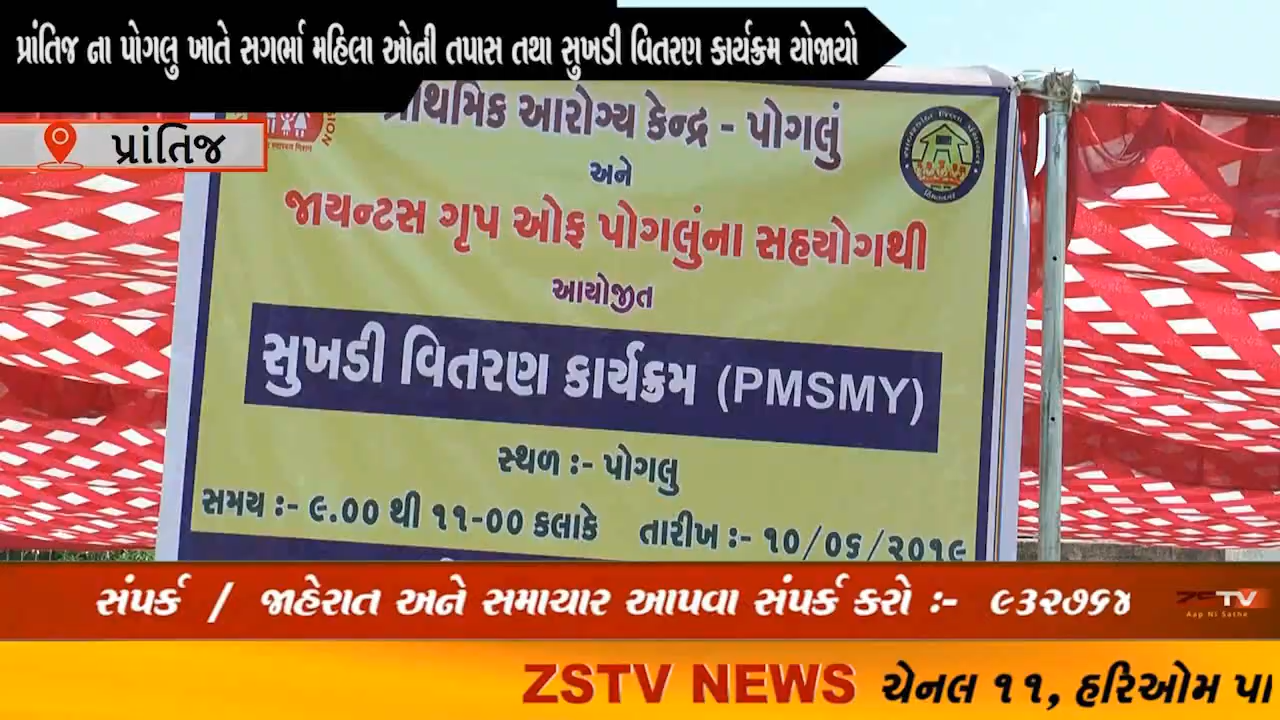 પ્રાંતિજ ના પોગલુ ખાતે સગર્ભા મહિલા ઓની તપાસ તથા સુખડી વિતરણ કાર્યક્રમ યોજાયો
પ્રાંતિજ
આરોગ્ય કેન્દ્ર - પોગલું
અને
જાયન્ટસ ગૃપ ઓફ પોગલુંના સહયોગથી
આયોજીત
સુખડી વિતરણ કાર્યક્રમ (PMSMY)
સ્થળ :- પોગલુ
સમય :- ૯.૦૦ થી ૧૧-૦૦ કલાકે તારીખ :- ૧૦/૦૬/૨૦૧૯
સંપર્ક / જાહેરાત અને સમાચાર આપવા સંપર્ક કરો :- ૯૩૨૭૬૪
ZSTV
Aap Ni Sathe
ZSTV NEWS ચેનલ ૧૧, હરિઓમ પા